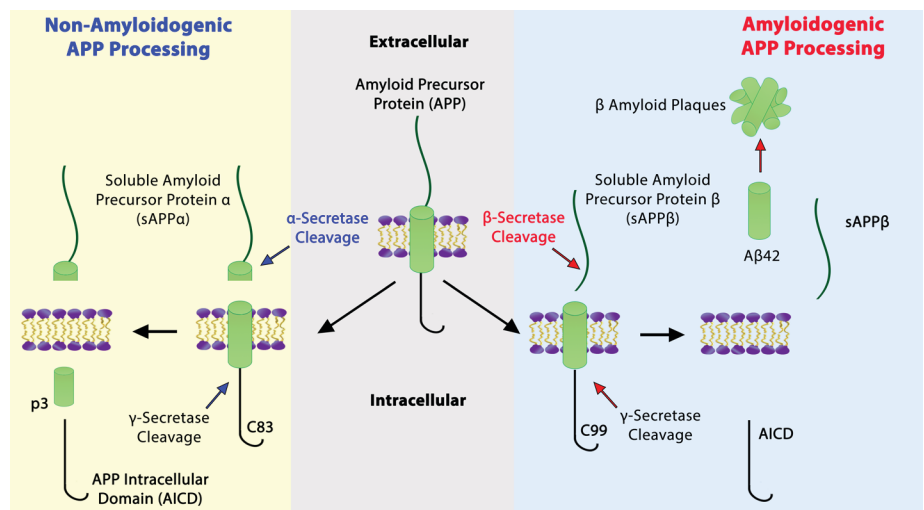 Non-Amyloidogenic
APP Processing
Extracellular
Amyloidogenic
APP Processing
Amyloid Precursor
Protein (APP)
β Amyloid Plaques
Soluble Amyloid
Precursor Protein α
(sAPPα)
α-Secretase
Cleavage
β-Secretase
Cleavage
Soluble Amyloid
Precursor Protein β
(sAPPβ)
Aβ42
sAPPβ
p3
γ-Secretase
Cleavage
C83
Intracellular
C99
γ-Secretase
Cleavage
AICD
APP Intracellular
Domain (AICD)